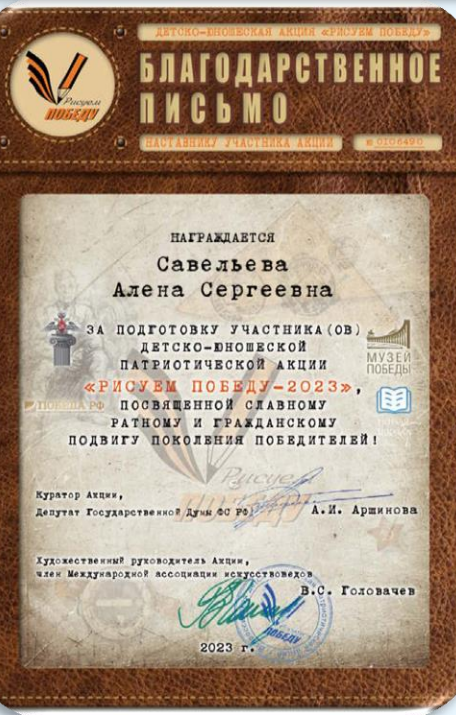 ДЕТСКО-ЮНОШЕСКАЯ АКЦИЯ «РИСУЕМ ПОБЕДУ»
БЛАГОДАРСТВЕННОЕ
ПИСЬМО
Рисуем
ПОБЕДУ
НАСТАВНИКУ УЧАСТНИКА АКЦИИ
№ 0106490
НАГРАЖДАЕТСЯ
Савельева
Алена Сергеевна
ЗА ПОДГОТОВКУ УЧАСТНИКА(ОВ)
ДЕТСКО-ЮНОШЕСКОЙ
ПАТРИОТИЧЕСКОЙ АКЦИИ
«РИСУЕМ ПОБЕДУ-2023»,
ПОСВЯЩЕННОЙ СЛАВНОМУ
РАТНОМУ И ГРАЖДАНСКОМУ
ПОДВИГУ ПОКОЛЕНИЯ ПОБЕДИТЕЛЕЙ!
МУЗЕЙ
ПОБЕДЫ
ПОБЕДА РФ
Рисуем
ПОБЕДУ
Куратор Акции,
Депутат Государственной Думы ФС РФ
А.И. Аршинова
Художественный руководитель Акции,
член Международной ассоциации искусствоведов
В.С. Головачев
ПОБЕДУ
2023 г.